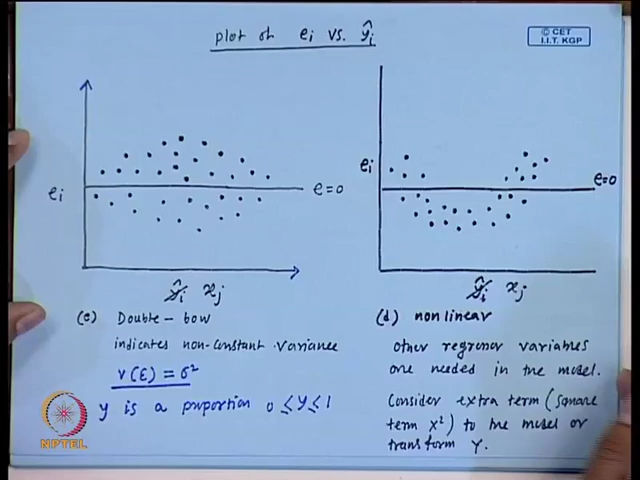 plot of ei vs. ŷi
© CET
I.I.T. KGP
ei
e=0
ŷi xj
(c) Double-bow
indicates non-constant variance
V(ε) = σ²
y is a proportion 0 ≤ y ≤ 1
ei
e=0
ŷi xj
(d) nonlinear
other regressor variables
are needed in the model.
Consider extra term (square
term X²) to the model or
transform Y.
NPTEL